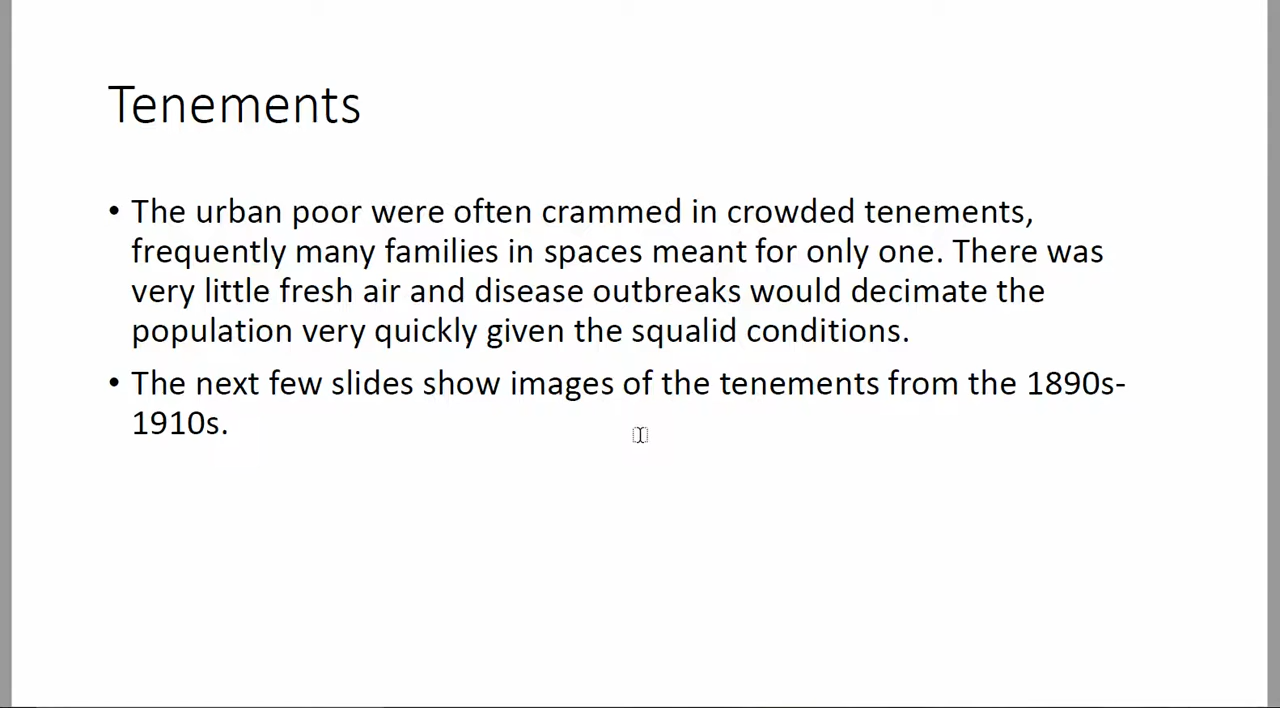 Tenements
• The urban poor were often crammed in crowded tenements,
frequently many families in spaces meant for only one. There was
very little fresh air and disease outbreaks would decimate the
population very quickly given the squalid conditions.
• The next few slides show images of the tenements from the 1890s-
1910s.